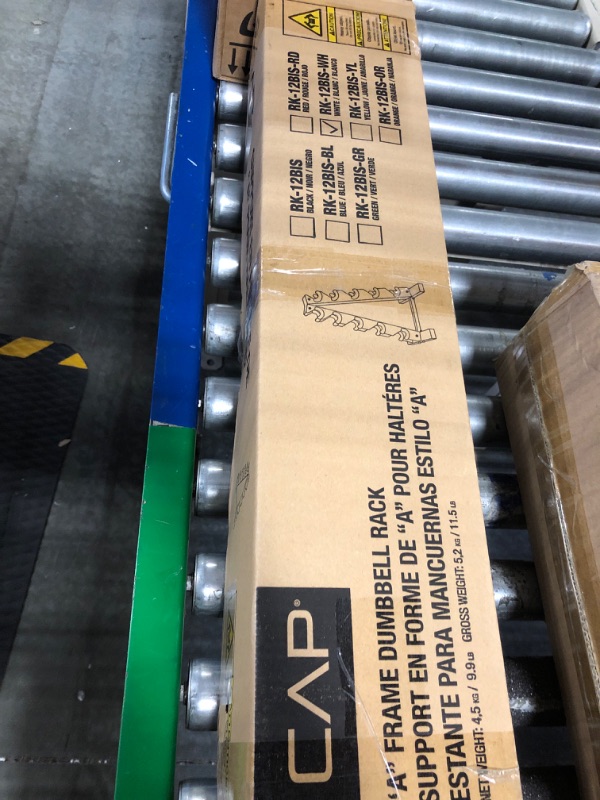 RK-12BIS
BLACK / NOIR / NEGRO
RK-12BIS-BL
BLUE / BLEU / AZUL
RK-12BIS-GR
GREEN / VERT / VERDE
RK-12BIS-RD
RED / ROUGE / ROJO
RK-12BIS-WH
WHITE / BLANC / BLANCO
RK-12BIS-YL
YELLOW / JAUNE / AMARILLO
RK-12BIS-OR
ORANGE / ORANGE / NARANJA
CAP®
"A" FRAME DUMBBELL RACK
SUPPORT EN FORME DE "A" POUR HALTÉRES
ESTANTE PARA MANCUERNAS ESTILO "A"
NET WEIGHT: 4,5 KG / 9.9 LB GROSS WEIGHT: 5,2 KG / 11.5 LB